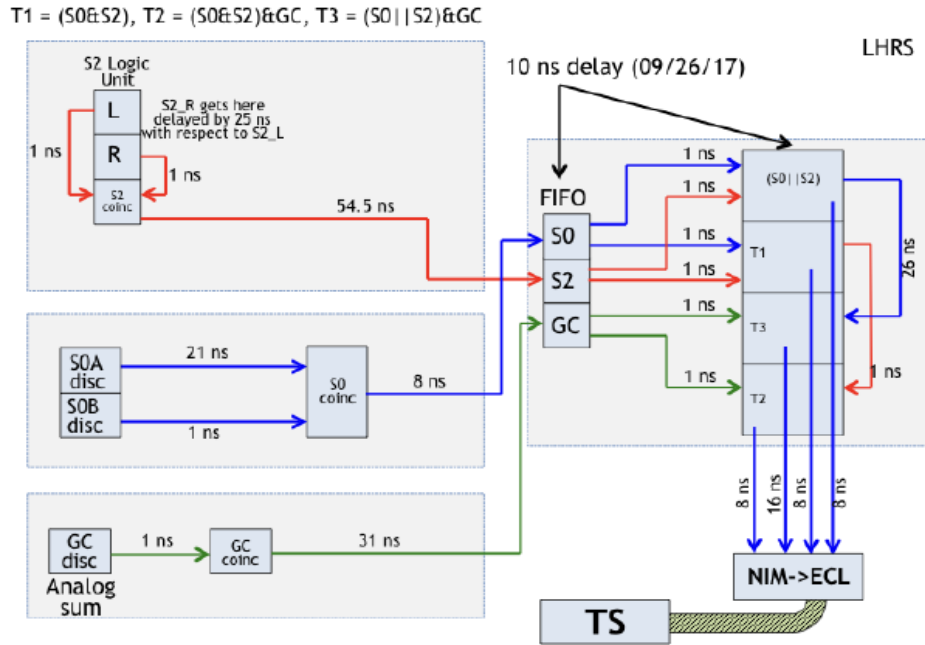 T1 = (S0&S2), T2 = (S0&S2)&GC, T3 = (S0||S2)&GC
LHRS
10 ns delay (09/26/17)
S2 Logic
Unit
L
R
S2
coinc
S2_R gets here
delayed by 25 ns
with respect to S2_L
1 ns
1 ns
54.5 ns
FIFO
S0
S2
GC
1 ns
1 ns
1 ns
1 ns
1 ns
1 ns
(S0||S2)
T1
T3
T2
26 ns
1 ns
S0A
disc
S0B
disc
21 ns
1 ns
S0
coinc
8 ns
GC
disc
Analog
sum
1 ns
GC
coinc
31 ns
8 ns
16 ns
8 ns
8 ns
NIM->ECL
TS